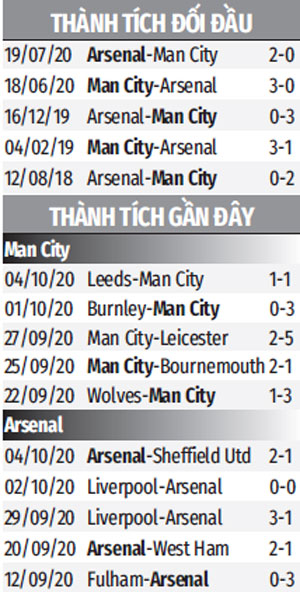 THÀNH TÍCH ĐỐI ĐẦU
19/07/20 Arsenal-Man City 2-0
18/06/20 Man City-Arsenal 3-0
16/12/19 Arsenal-Man City 0-3
04/02/19 Man City-Arsenal 3-1
12/08/18 Arsenal-Man City 0-2
THÀNH TÍCH GẦN ĐÂY
Man City
04/10/20 Leeds-Man City 1-1
01/10/20 Burnley-Man City 0-3
27/09/20 Man City-Leicester 2-5
25/09/20 Man City-Bournemouth 2-1
22/09/20 Wolves-Man City 1-3
Arsenal
04/10/20 Arsenal-Sheffield Utd 2-1
02/10/20 Liverpool-Arsenal 0-0
29/09/20 Liverpool-Arsenal 3-1
20/09/20 Arsenal-West Ham 2-1
12/09/20 Fulham-Arsenal 0-3